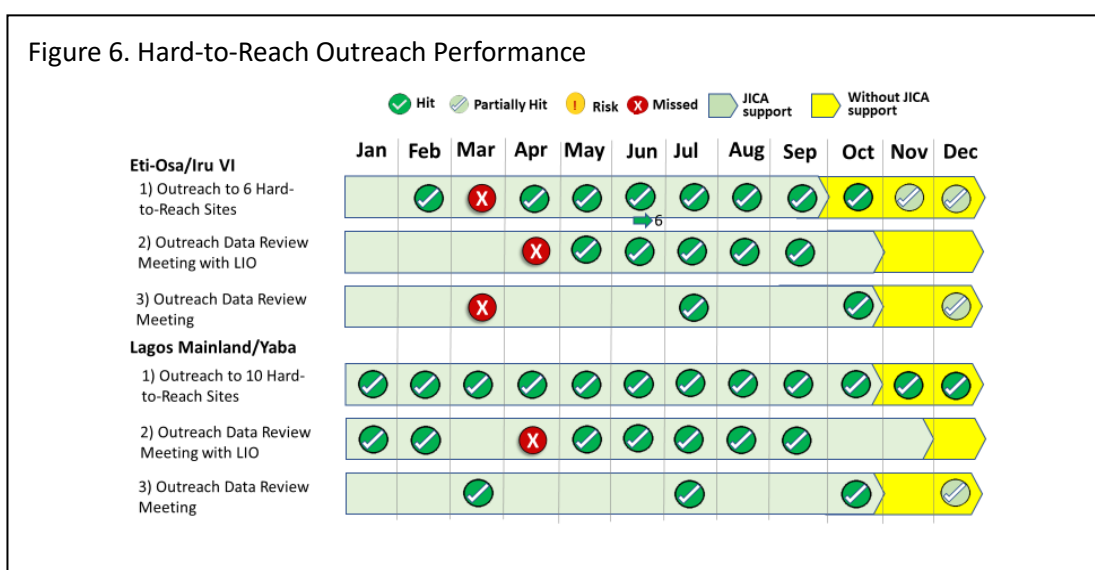 Figure 6. Hard-to-Reach Outreach Performance
Hit Partially Hit ! Risk X Missed JICA support Without JICA support
Jan Feb Mar Apr May Jun Jul Aug Sep Oct Nov Dec
Eti-Osa/Iru VI
1) Outreach to 6 Hard-
to-Reach Sites
X
6
2) Outreach Data Review
Meeting with LIO
X
3) Outreach Data Review
Meeting
X
Lagos Mainland/Yaba
1) Outreach to 10 Hard-
to-Reach Sites
2) Outreach Data Review
Meeting with LIO
X
3) Outreach Data Review
Meeting